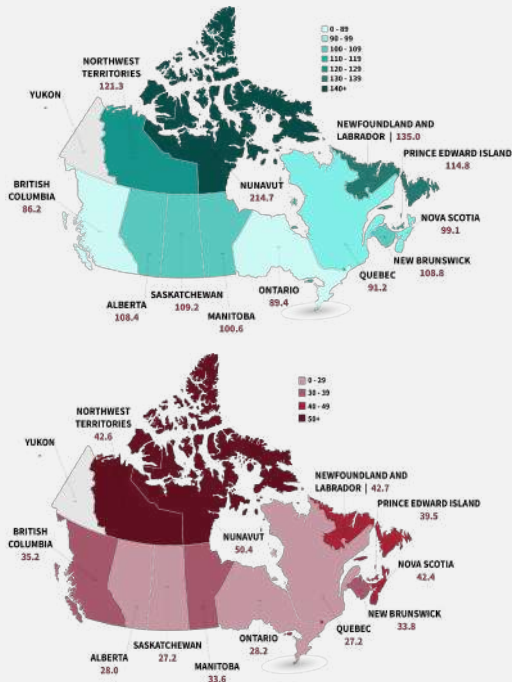 0 - 89
90 - 99
100 - 109
110 - 119
120 - 129
130 - 139
140+
NORTHWEST
TERRITORIES
121.3
YUKON
NEWFOUNDLAND AND
LABRADOR | 135.0
PRINCE EDWARD ISLAND
114.8
BRITISH
COLUMBIA
86.2
NUNAVUT
214.7
NOVA SCOTIA
99.1
NEW BRUNSWICK
108.8
QUEBEC
91.2
ONTARIO
89.4
SASKATCHEWAN
109.2
ALBERTA
108.4
MANITOBA
100.6
0 - 29
30 - 39
40 - 49
50+
NORTHWEST
TERRITORIES
42.6
YUKON
NEWFOUNDLAND AND
LABRADOR | 42.7
PRINCE EDWARD ISLAND
39.5
BRITISH
COLUMBIA
35.2
NUNAVUT
50.4
NOVA SCOTIA
42.4
NEW BRUNSWICK
33.8
QUEBEC
27.2
ONTARIO
28.2
SASKATCHEWAN
27.2
ALBERTA
28.0
MANITOBA
33.6